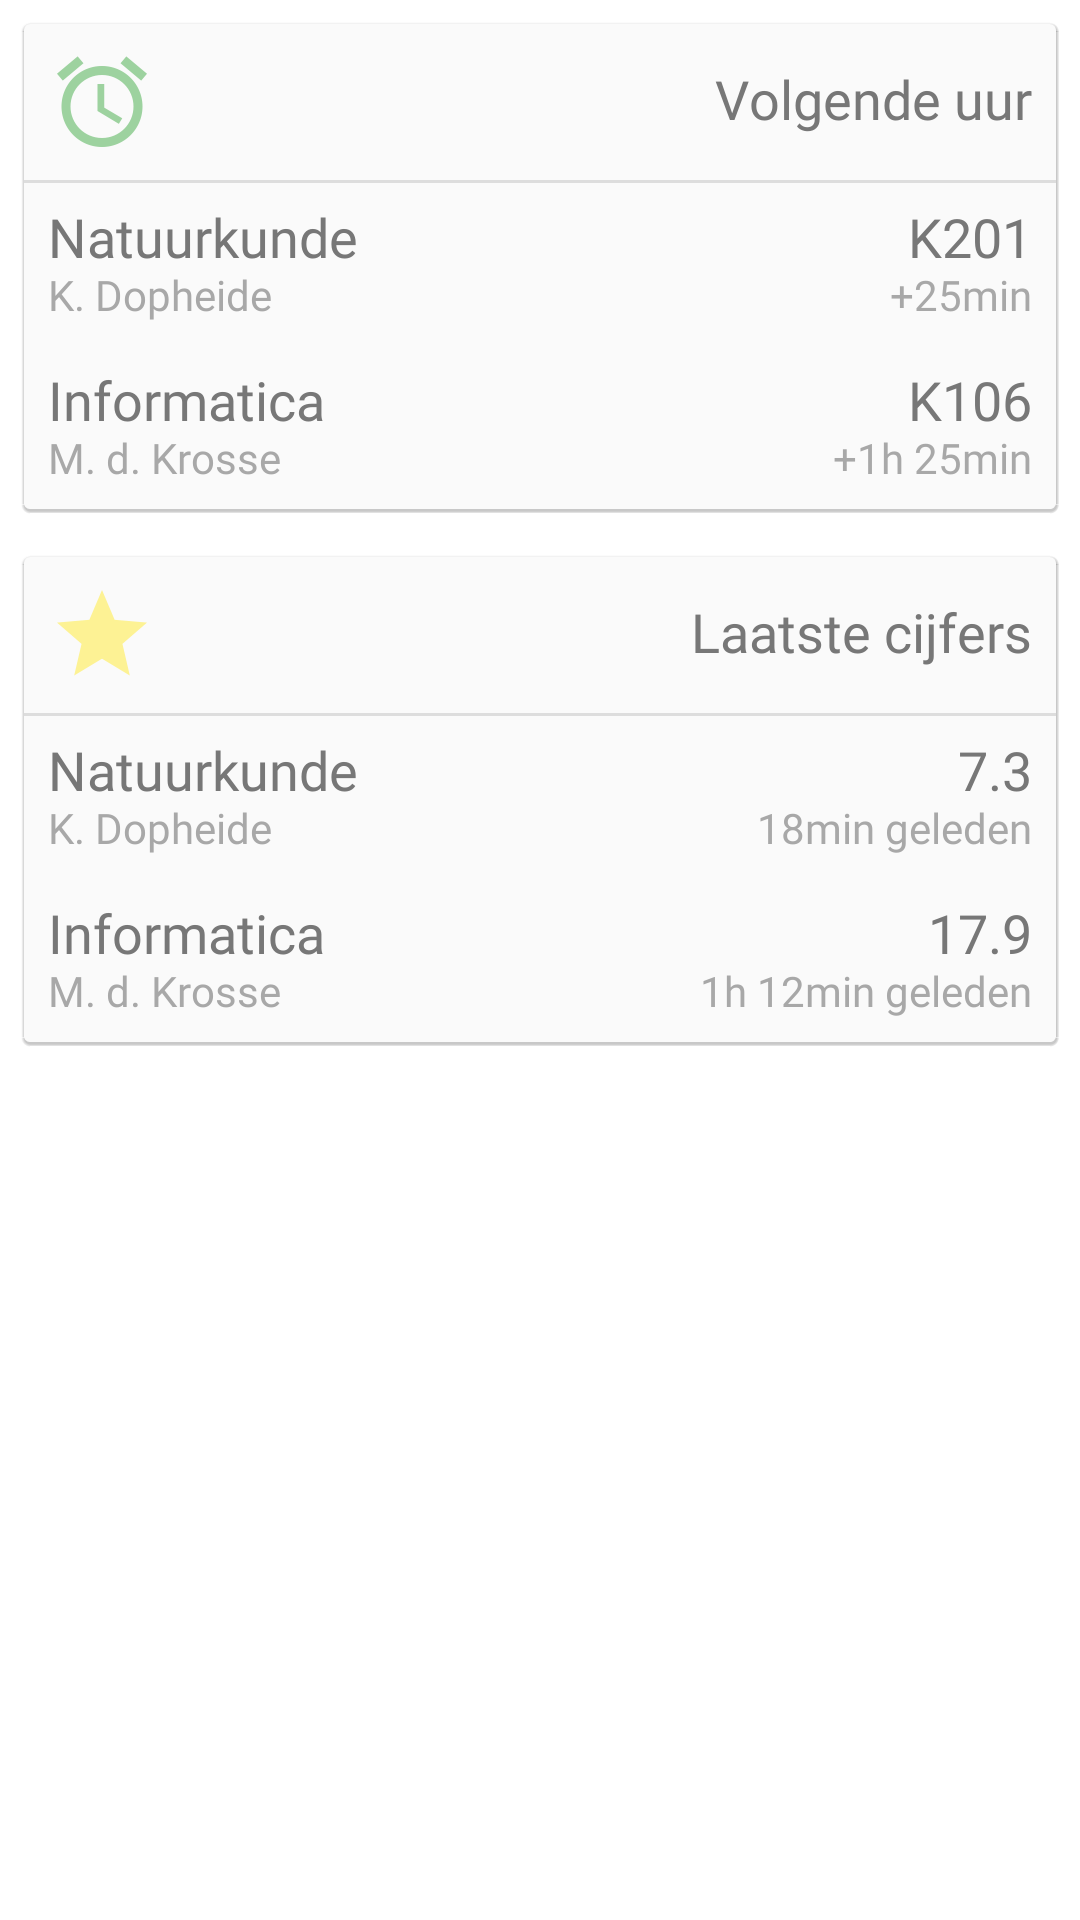 Volgende uur
Natuurkunde K201
K. Dopheide +25min
Informatica K106
M. d. Krosse +1h 25min
Laatste cijfers
Natuurkunde 7.3
K. Dopheide 18min geleden
Informatica 17.9
M. d. Krosse 1h 12min geleden